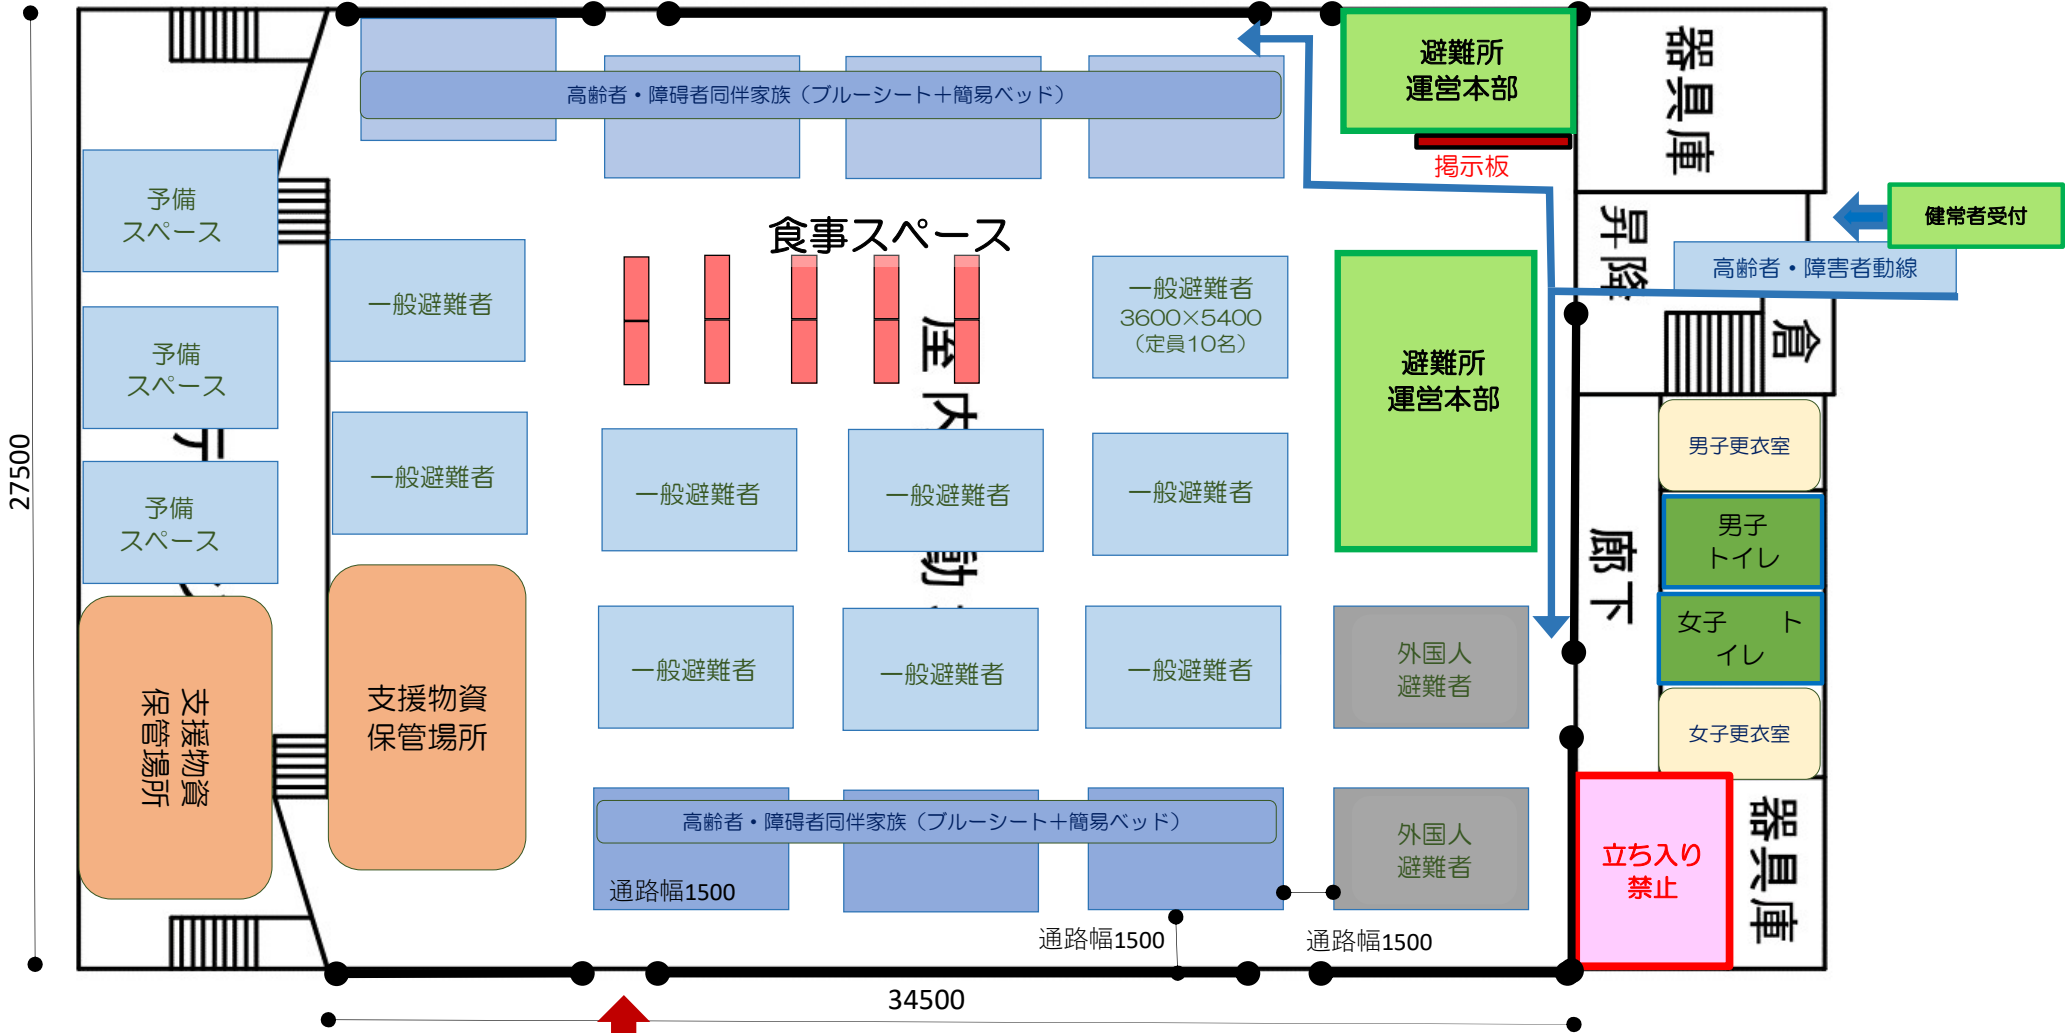 避難所
運営本部
器具庫
高齢者・障碍者同伴家族（ブルーシート＋簡易ベッド）
掲示板
予備
スペース
健常者受付
昇降
食事スペース
高齢者・障害者動線
一般避難者
一般避難者
3600×5400
（定員10名）
屋内
動
倉
避難所
運営本部
予備
スペース
男子更衣室
テ
27500
一般避難者
一般避難者
一般避難者
一般避難者
予備
スペース
男子
トイレ
廊下
女子　　ト
イレ
一般避難者
一般避難者
一般避難者
外国人
避難者
支援物資
保管場所
支援物資
保管場所
女子更衣室
高齢者・障碍者同伴家族（ブルーシート＋簡易ベッド）
外国人
避難者
立ち入り
禁止
器具庫
通路幅1500
通路幅1500
通路幅1500
34500